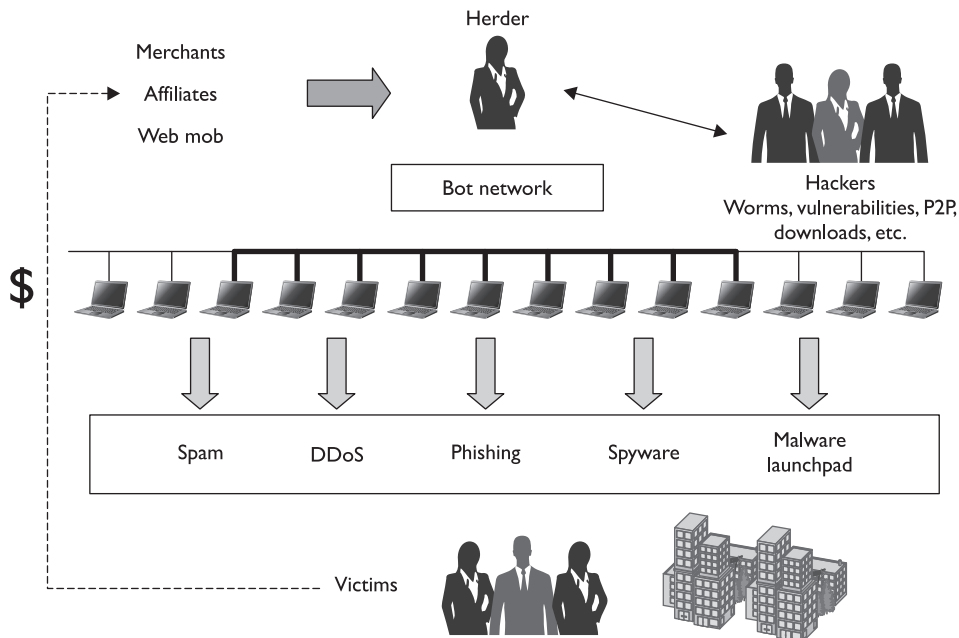 Herder
Merchants
Affiliates
Web mob
Bot network
Hackers
Worms, vulnerabilities, P2P,
downloads, etc.
$
Spam
DDoS
Phishing
Spyware
Malware
launchpad
Victims